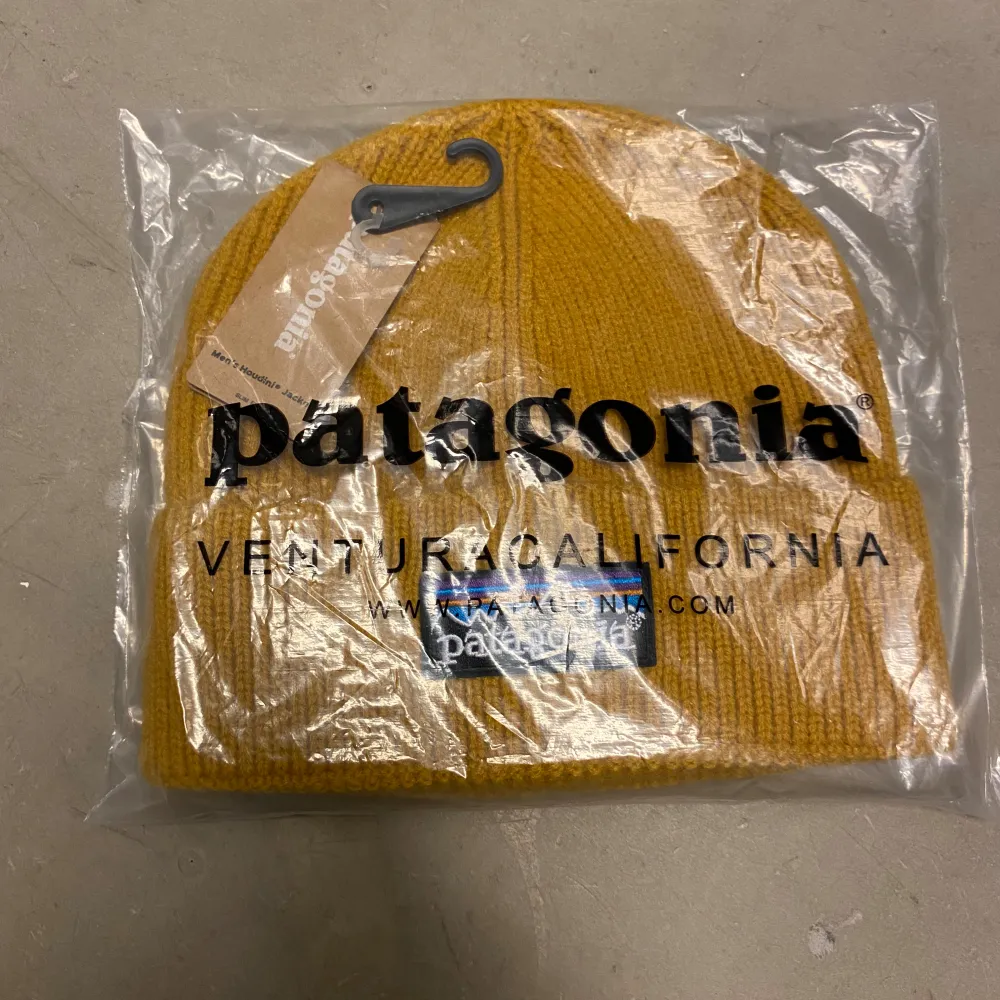 patagonia
Men's Houdini® Jacket
patagonia®
VENTURACALIFORNIA
WWW.PATAGONIA.COM
patagonia®